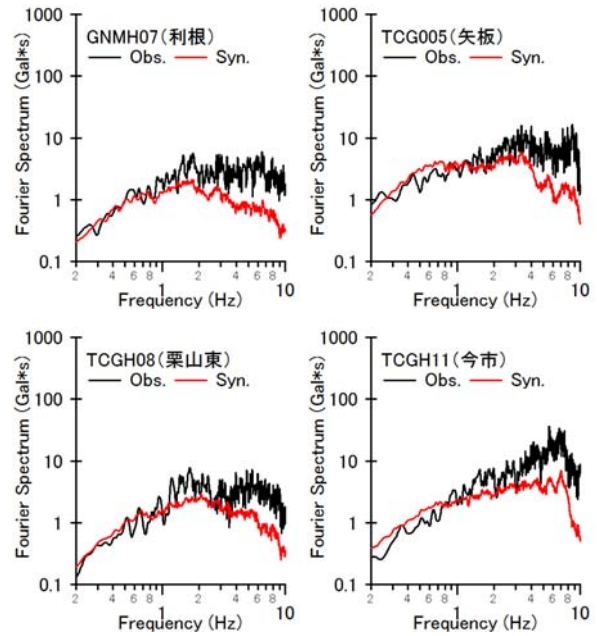 GNMH07(利根)
Obs. Syn.
Fourier Spectrum (Gal*s)
1000
100
10
1
0.1
2 4 6 8 1 2 4 6 8 10
Frequency (Hz)
TCG005(矢板)
Obs. Syn.
Fourier Spectrum (Gal*s)
1000
100
10
1
0.1
2 4 6 8 1 2 4 6 8 10
Frequency (Hz)
TCGH08(栗山東)
Obs. Syn.
Fourier Spectrum (Gal*s)
1000
100
10
1
0.1
2 4 6 8 1 2 4 6 8 10
Frequency (Hz)
TCGH11(今市)
Obs. Syn.
Fourier Spectrum (Gal*s)
1000
100
10
1
0.1
2 4 6 8 1 2 4 6 8 10
Frequency (Hz)